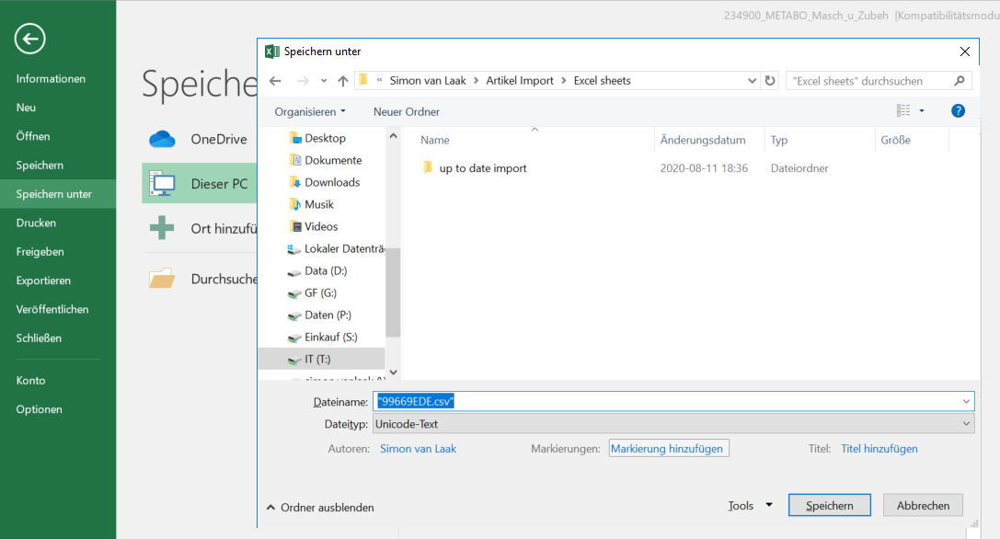 234900_METABO_Masch_u_Zubeh [Kompatibilitätsmodu
Speichern unter
Informationen
Neu
Öffnen
Speichern
Speichern unter
Drucken
Freigeben
Exportieren
Veröffentlichen
Schließen
Konto
Optionen
Speiche
OneDrive
Dieser PC
Ort hinzufü
Durchsuche
« Simon van Laak > Artikel Import > Excel sheets
"Excel sheets" durchsuchen
Organisieren
Neuer Ordner
?
Desktop
Dokumente
Downloads
Musik
Videos
Lokaler Datenträ
Data (D:)
GF (G:)
Daten (P:)
Einkauf (S:)
IT (T:)
Name Änderungsdatum Typ Größe
up to date import 2020-08-11 18:36 Dateiordner
Dateiname: "99669EDE.csv"
Dateityp: Unicode-Text
Autoren: Simon van Laak Markierungen: Markierung hinzufügen Titel: Titel hinzufügen
Ordner ausblenden
Tools Speichern Abbrechen